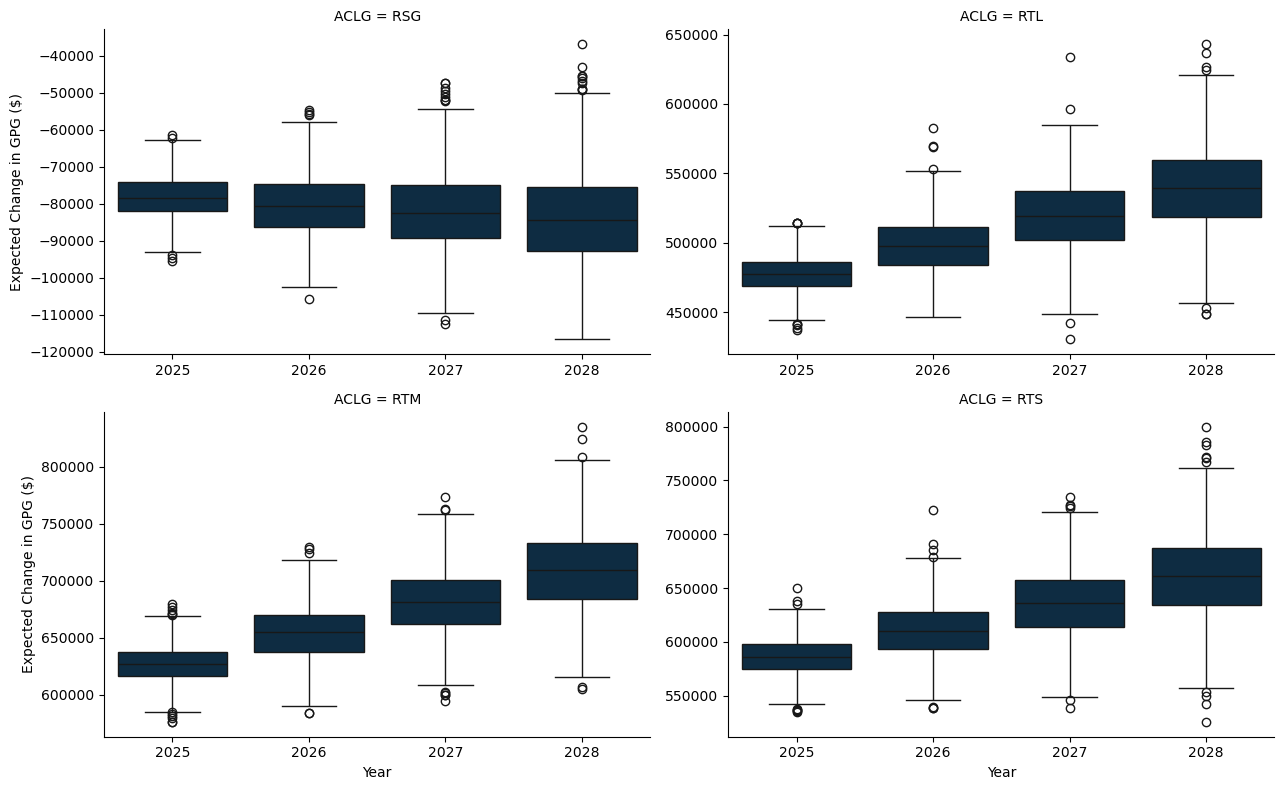 ACLG = RSG
Expected Change in GPG ($)
−40000
−50000
−60000
−70000
−80000
−90000
−100000
−110000
−120000
2025 2026 2027 2028
ACLG = RTL
650000
600000
550000
500000
450000
2025 2026 2027 2028
ACLG = RTM
Expected Change in GPG ($)
800000
750000
700000
650000
600000
2025 2026 2027 2028
Year
ACLG = RTS
800000
750000
700000
650000
600000
550000
2025 2026 2027 2028
Year